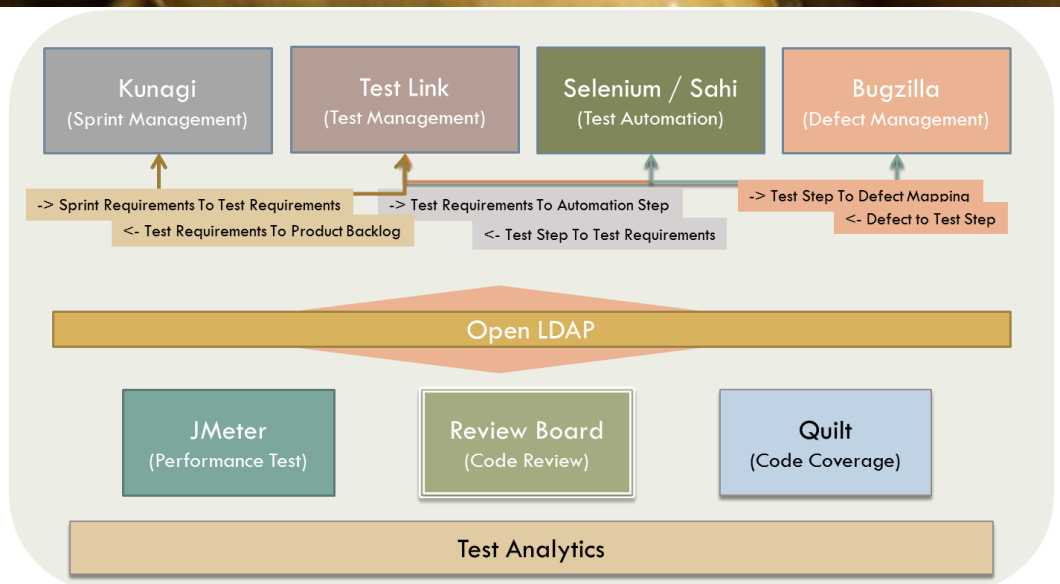 Kunagi
(Sprint Management)
Test Link
(Test Management)
Selenium / Sahi
(Test Automation)
Bugzilla
(Defect Management)
-> Sprint Requirements To Test Requirements
<- Test Requirements To Product Backlog
-> Test Requirements To Automation Step
<- Test Step To Test Requirements
-> Test Step To Defect Mapping
<- Defect to Test Step
Open LDAP
JMeter
(Performance Test)
Review Board
(Code Review)
Quilt
(Code Coverage)
Test Analytics